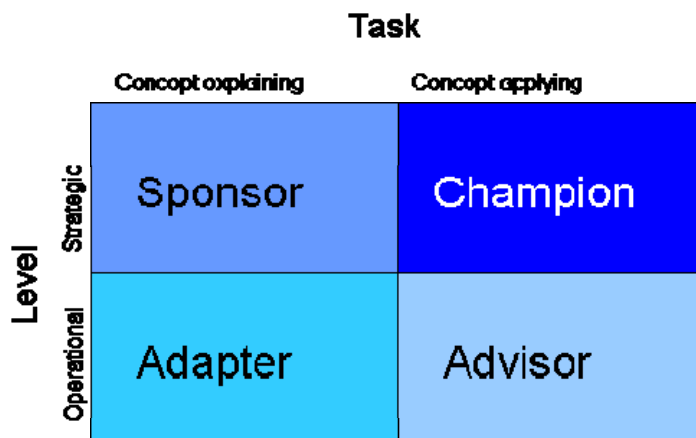 Task
Concept explaining Concept applying
Level
Strategic
Sponsor Champion
Operational
Adapter Advisor